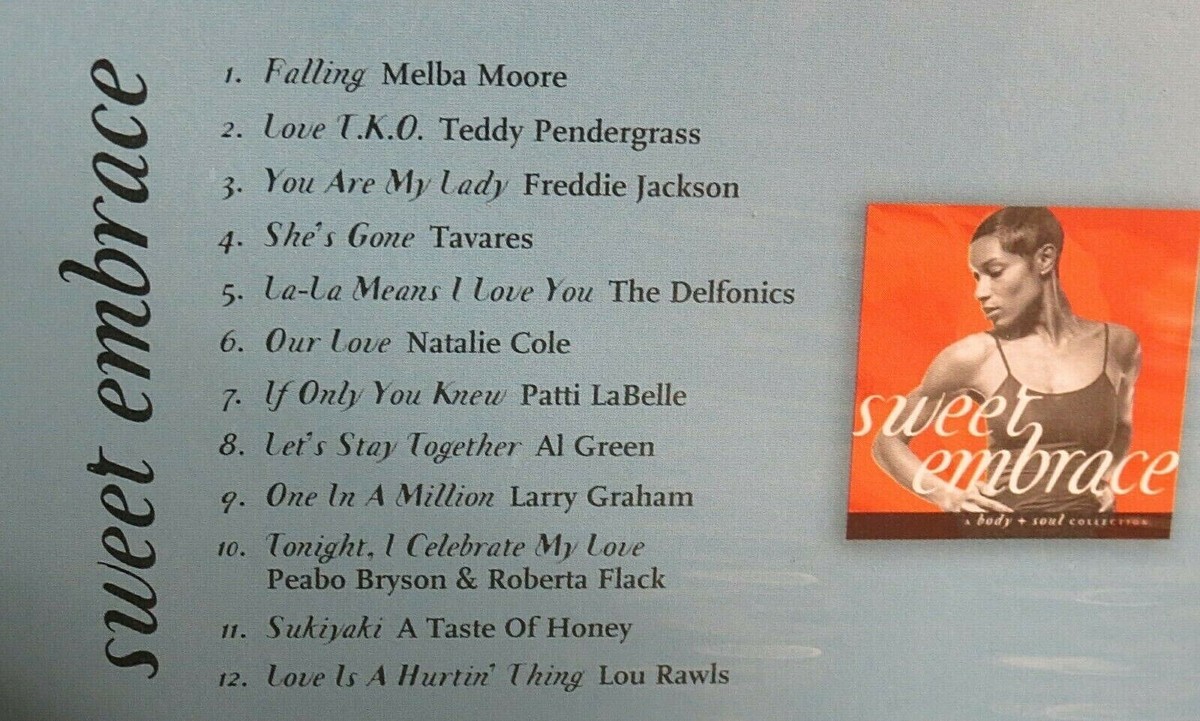 sweet embrace
1. Falling Melba Moore
2. Love T.K.O. Teddy Pendergrass
3. You Are My Lady Freddie Jackson
4. She's Gone Tavares
5. La-La Means I Love You The Delfonics
6. Our Love Natalie Cole
7. If Only You Knew Patti LaBelle
8. Let's Stay Together Al Green
9. One In A Million Larry Graham
10. Tonight, I Celebrate My Love
Peabo Bryson & Roberta Flack
11. Sukiyaki A Taste Of Honey
12. Love Is A Hurtin' Thing Lou Rawls
sweet
embrace
A body + soul COLLECTION